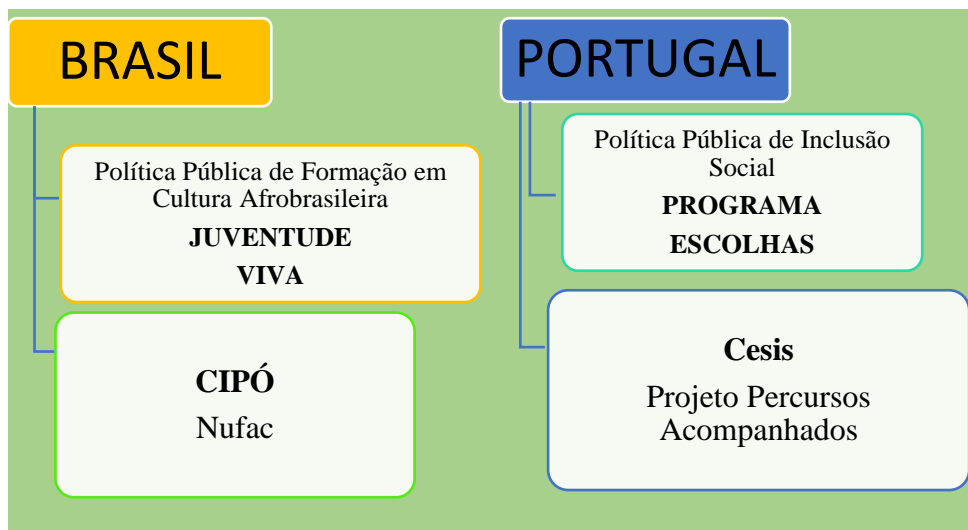 BRASIL
Política Pública de Formação em
Cultura Afrobrasileira
JUVENTUDE
VIVA
CIPÓ
Nufac
PORTUGAL
Política Pública de Inclusão
Social
PROGRAMA
ESCOLHAS
Cesis
Projeto Percursos
Acompanhados